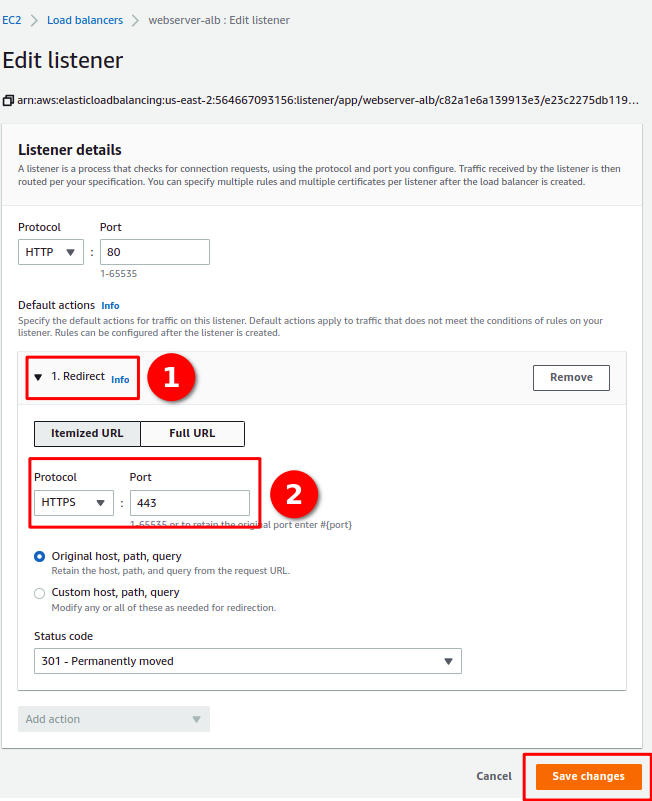 EC2 > Load balancers > webserver-alb : Edit listener
Edit listener
arn:aws:elasticloadbalancing:us-east-2:564667093156:listener/app/webserver-alb/c82a1e6a139913e3/e23c2275db119...
Listener details
A listener is a process that checks for connection requests, using the protocol and port you configure. Traffic received by the listener is then
routed per your specification. You can specify multiple rules and multiple certificates per listener after the load balancer is created.
Protocol Port
HTTP : 80
1-65535
Default actions Info
Specify the default actions for traffic on this listener. Default actions apply to traffic that does not meet the conditions of rules on your
listener. Rules can be configured after the listener is created.
1. Redirect Info 1 Remove
Itemized URL Full URL
Protocol Port
HTTPS : 443 2
1-65535 or to retain the original port enter #{port}
Original host, path, query
Retain the host, path, and query from the request URL.
Custom host, path, query
Modify any or all of these as needed for redirection.
Status code
301 - Permanently moved
Add action
Cancel Save changes